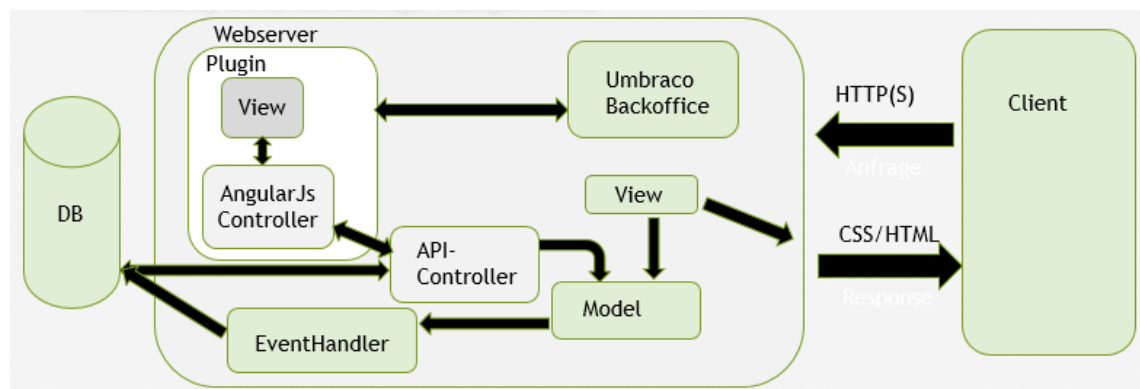 Webserver
Plugin
View
AngularJs
Controller
Umbraco
Backoffice
DB
View
API-
Controller
Model
EventHandler
HTTP(S)
Anfrage
CSS/HTML
Response
Client